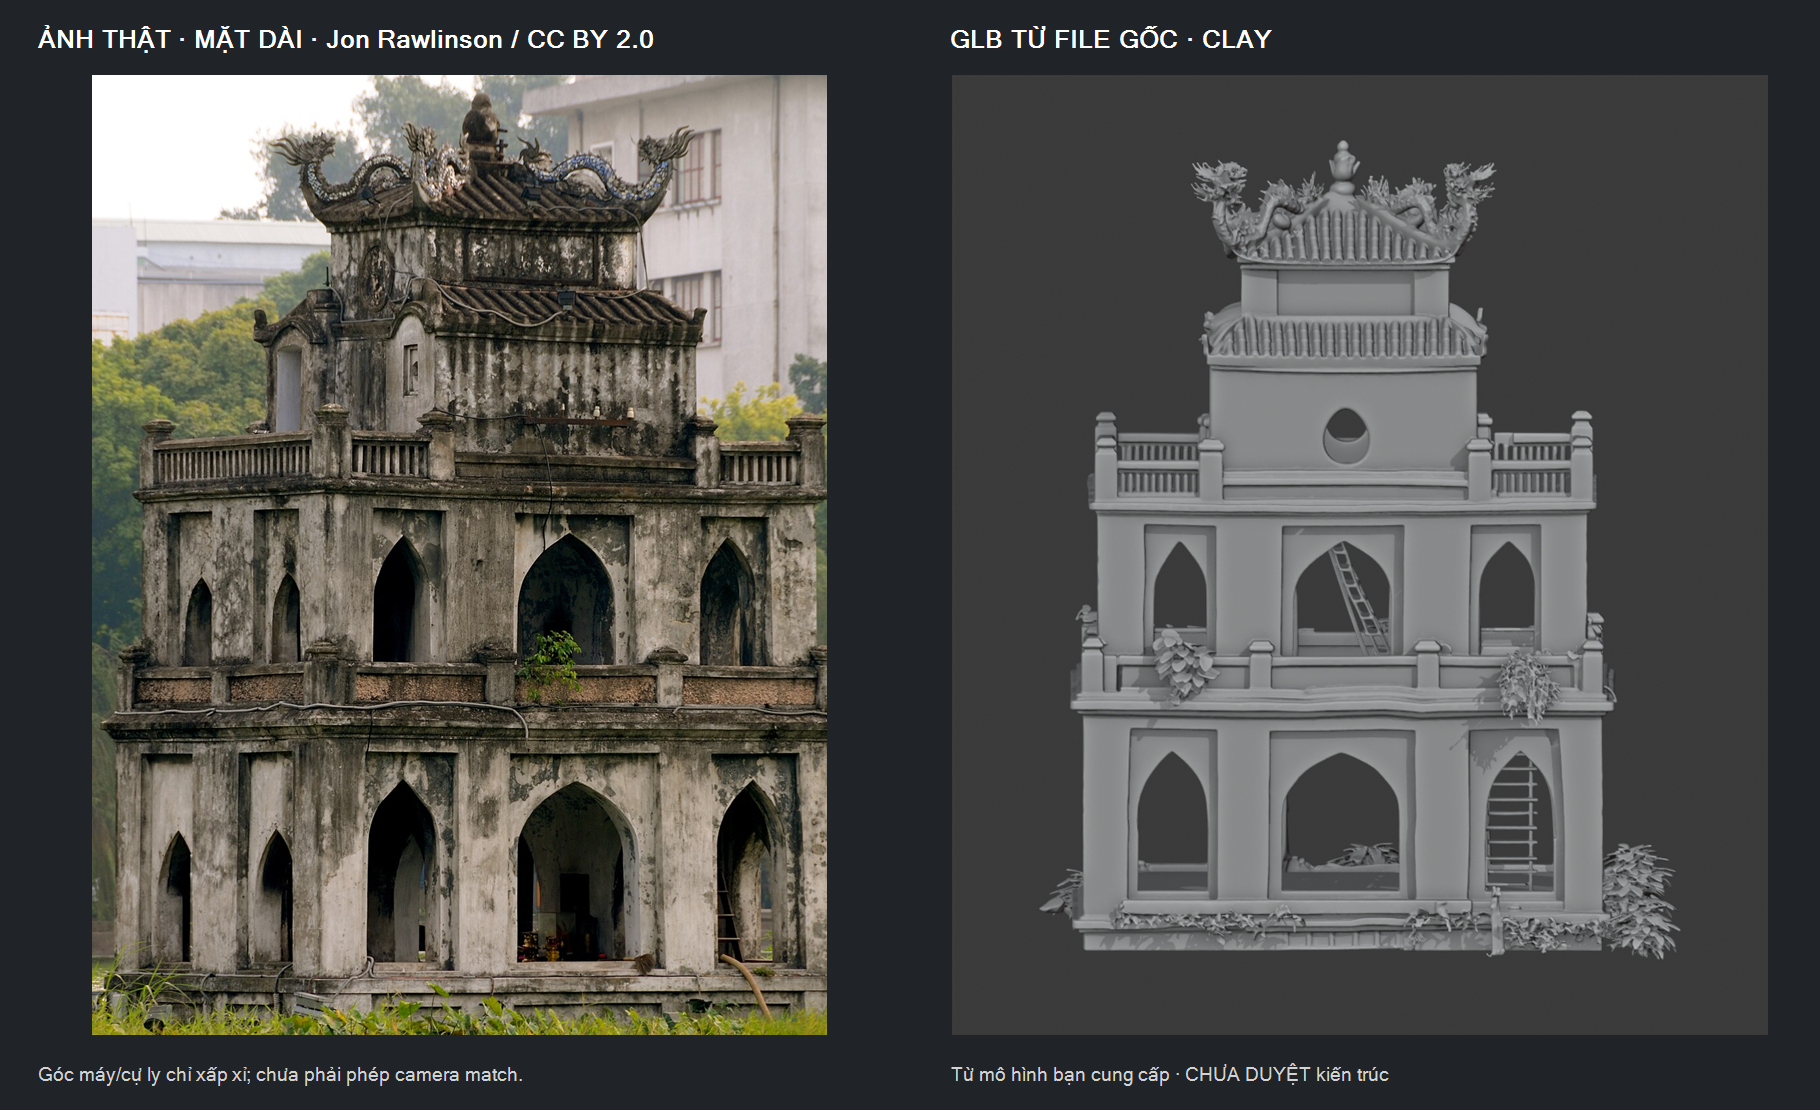 ẢNH THẬT · MẶT DÀI · Jon Rawlinson / CC BY 2.0
GLB TỪ FILE GỐC · CLAY
Góc máy/cự ly chỉ xấp xỉ; chưa phải phép camera match.
Từ mô hình bạn cung cấp · CHƯA DUYỆT kiến trúc